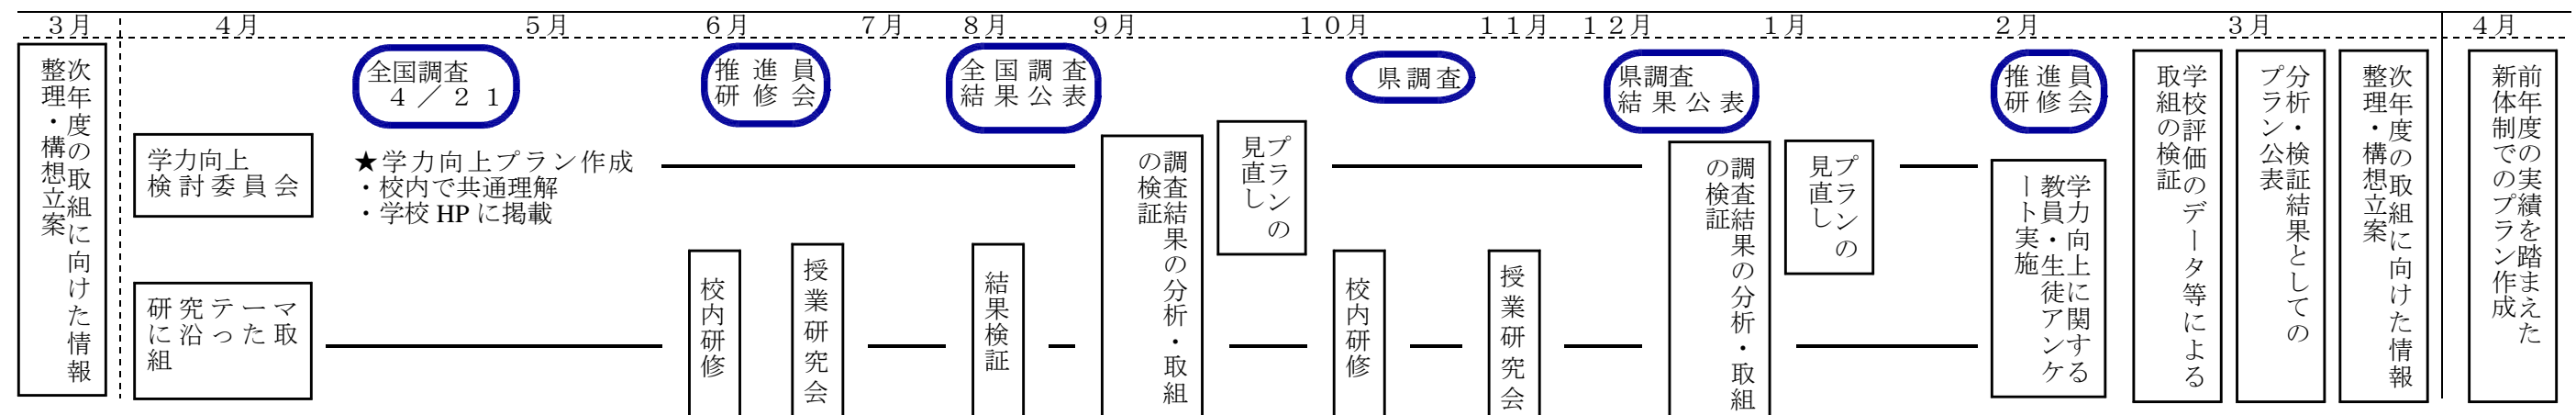 ３月　４月　５月　６月　７月　８月　９月　１０月　１１月　１２月　１月　２月　３月　４月
次年度の取組に向けた情報
整理・構想立案
全国調査
４／２１
推進員
研修会
全国調査
結果公表
県調査
県調査
結果公表
推進員
研修会
学力向上
検討委員会
★学力向上プラン作成
・校内で共通理解
・学校HPに掲載
研究テーマ
に沿った取
組
校内研修
授業研究会
結果検証
調査結果の分析・取組
の検証
プランの
見直し
校内研修
授業研究会
調査結果の分析・取組
の検証
プランの
見直し
学力向上に関する
教員・生徒アンケ
ート実施
学校評価のデータ等による
取組の検証
分析・検証結果としての
プラン公表
次年度の取組に向けた情報
整理・構想立案
前年度の実績を踏まえた
新体制でのプラン作成